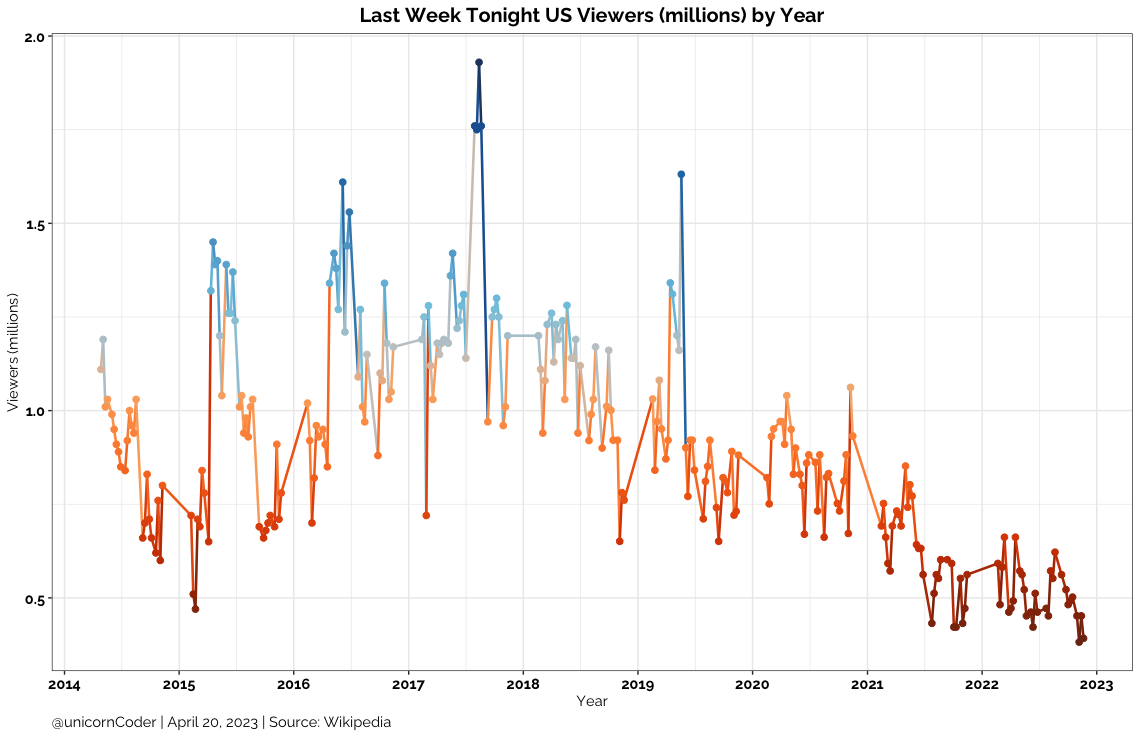 Last Week Tonight US Viewers (millions) by Year
2.0
1.5
1.0
0.5
Viewers (millions)
2014 2015 2016 2017 2018 2019 2020 2021 2022 2023
Year
@unicornCoder | April 20, 2023 | Source: Wikipedia